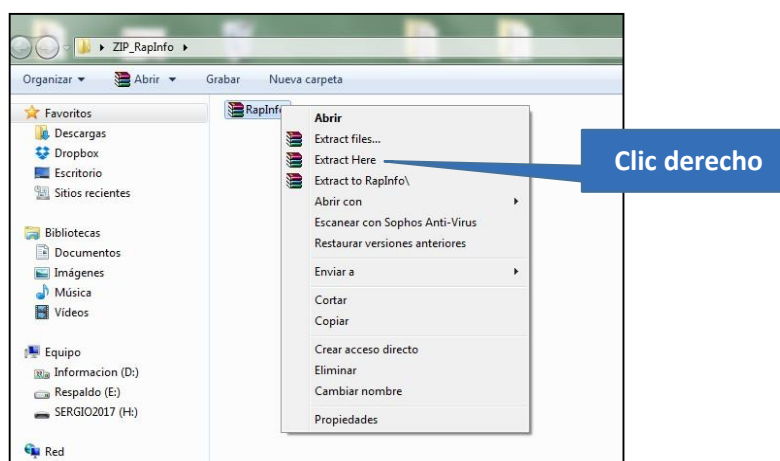 ZIP_RapInfo
Organizar Abrir Grabar Nueva carpeta
Favoritos
Descargas
Dropbox
Escritorio
Sitios recientes
Bibliotecas
Documentos
Imágenes
Música
Vídeos
Equipo
Informacion (D:)
Respaldo (E:)
SERGIO2017 (H:)
Red
RapInfo
Abrir
Extract files...
Extract Here
Extract to RapInfo\
Abrir con
Escanear con Sophos Anti-Virus
Restaurar versiones anteriores
Enviar a
Cortar
Copiar
Crear acceso directo
Eliminar
Cambiar nombre
Propiedades
Clic derecho